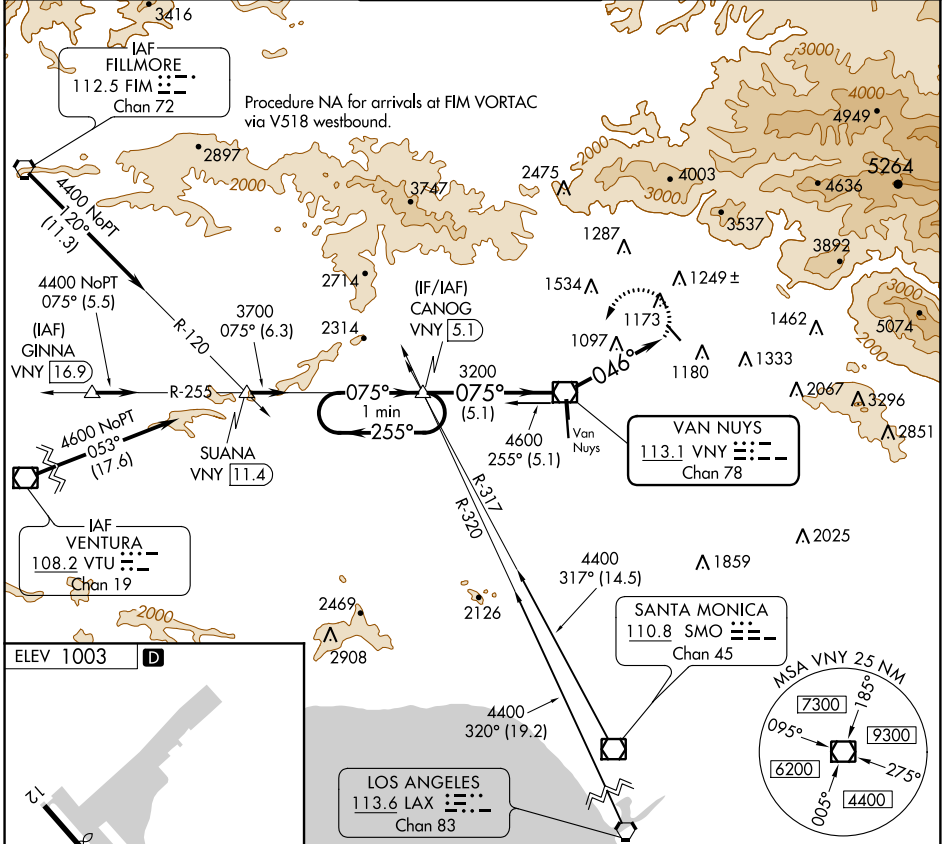 3416
IAF
FILLMORE
112.5 FIM
Chan 72
Procedure NA for arrivals at FIM VORTAC
via V518 westbound.
3000
4000
4949
2897
2000
3747
2475
2000
4003
3000
4636
5264
3537
3892
4400 NoPT
120°
(11.3)
1287
1249 ±
3000
5074
4400 NoPT
075° (5.5)
2714
(IF/IAF)
CANOG
VNY 5.1
1534
1173
1462
R-120
3700
075° (6.3)
2314
1097
046°
1180
1333
(IAF)
GINNA
VNY 16.9
R-255
075°
1 min
255°
3200
075°
(5.1)
2067
3296
2851
4600 NoPT
053°
(17.6)
SUANA
VNY 11.4
4600
255° (5.1)
Van
Nuys
VAN NUYS
113.1 VNY
Chan 78
R-317
R-320
IAF
VENTURA
108.2 VTU
Chan 19
2025
1859
4400
317° (14.5)
2126
2000
2469
2908
SANTA MONICA
110.8 SMO
Chan 45
ELEV 1003 D
MSA VNY 25 NM
7300
185°
095°
9300
6200
275°
005°
4400
4400
320° (19.2)
LOS ANGELES
113.6 LAX
Chan 83
12